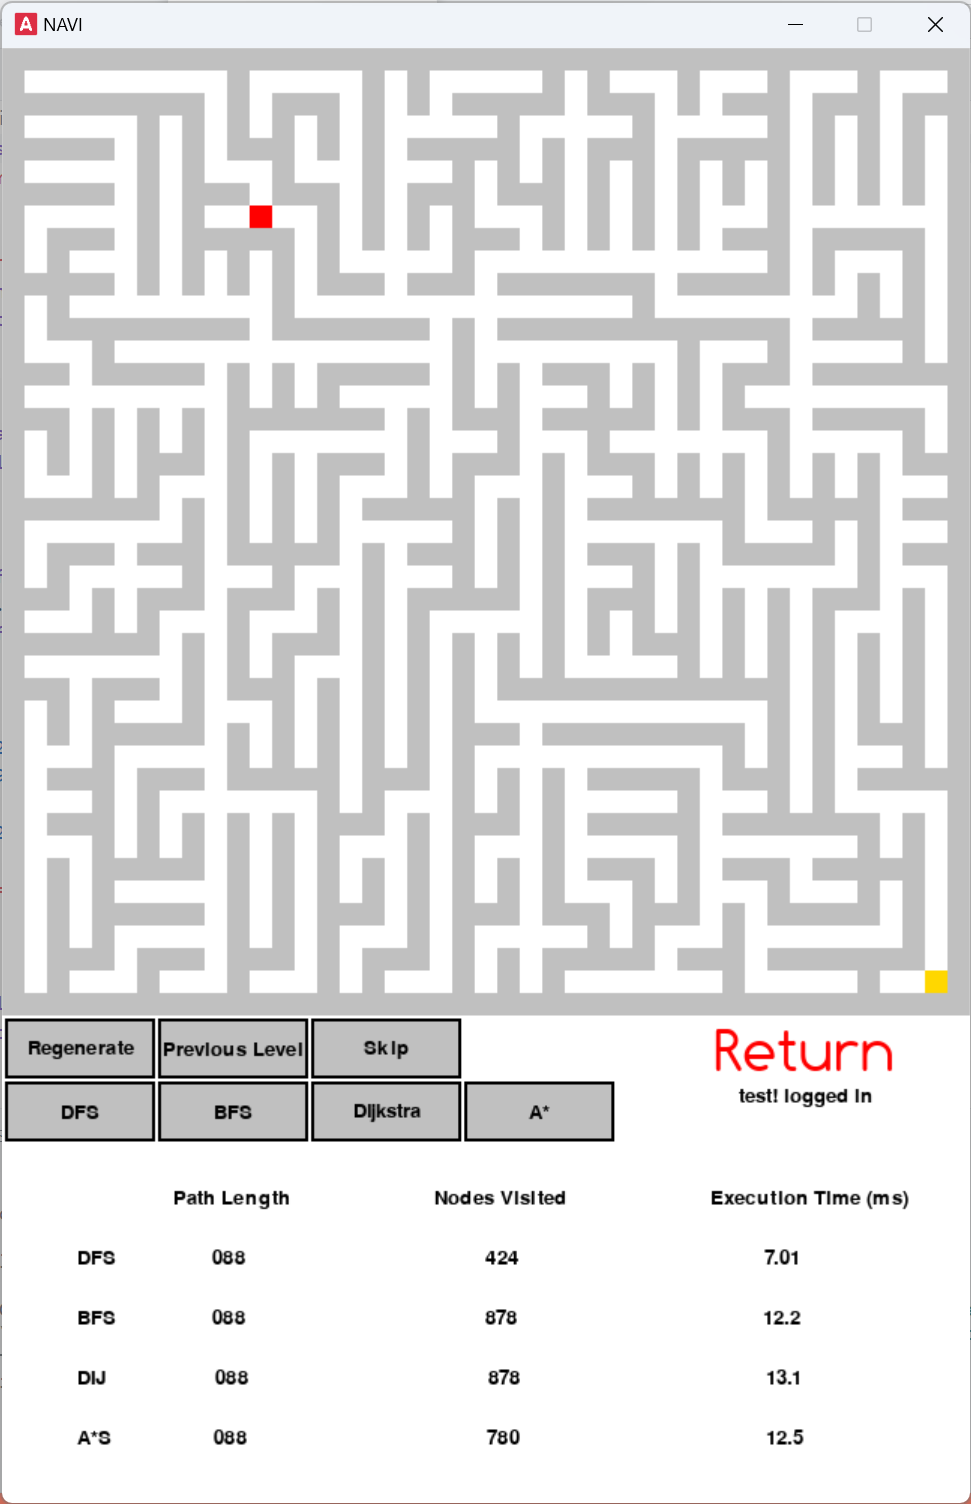 NAVI
Regenerate Previous Level Skip
DFS BFS Dijkstra A*
Return
test! logged in
Path Length Nodes Visited Execution Time (ms)
DFS 088 424 7.01
BFS 088 878 12.2
DIJ 088 878 13.1
A*S 088 780 12.5